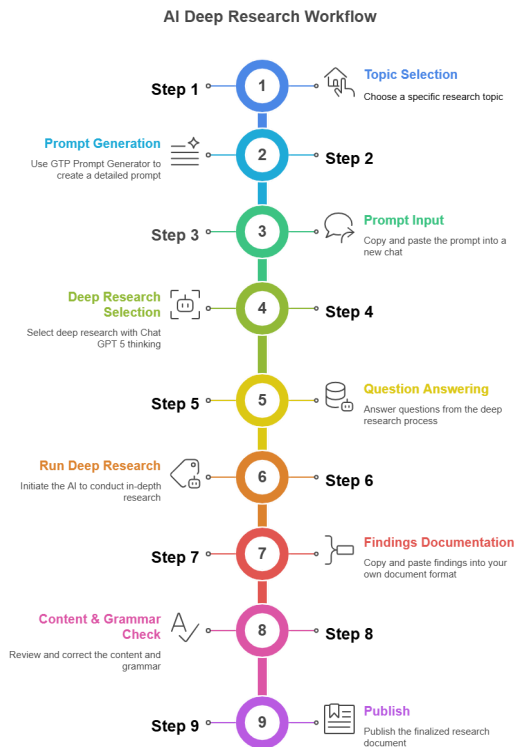 AI Deep Research Workflow
Step 1
1
Topic Selection
Choose a specific research topic
Prompt Generation
Use GTP Prompt Generator to
create a detailed prompt
2
Step 2
Step 3
3
Prompt Input
Copy and paste the prompt into a
new chat
Deep Research
Selection
Select deep research with Chat
GPT 5 thinking
4
Step 4
Step 5
5
Question Answering
Answer questions from the deep
research process
Run Deep Research
Initiate the AI to conduct in-depth
research
6
Step 6
Step 7
7
Findings Documentation
Copy and paste findings into your
own document format
Content & Grammar
Check
Review and correct the content and
grammar
8
Step 8
Step 9
9
Publish
Publish the finalized research
document